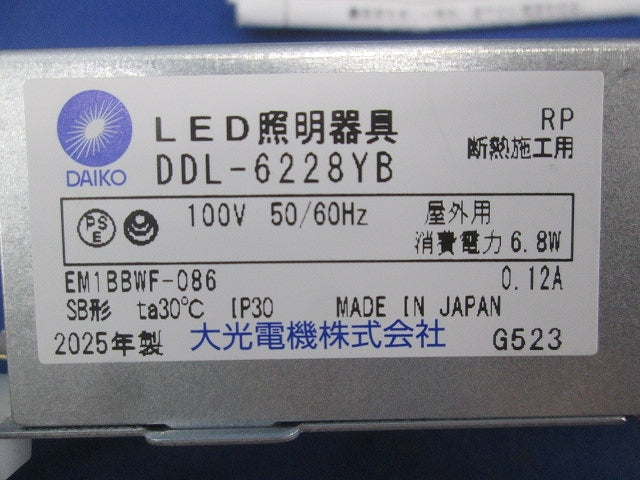 DAIKO
LED照明器具
DDL-6228YB
RP
断熱施工用
PS
E
100V 50/60Hz
屋外用
消費電力 6.8W
EM1BBWF-086
0.12A
SB形 ta30℃ IP30 MADE IN JAPAN
2025年製 大光電機株式会社 G523